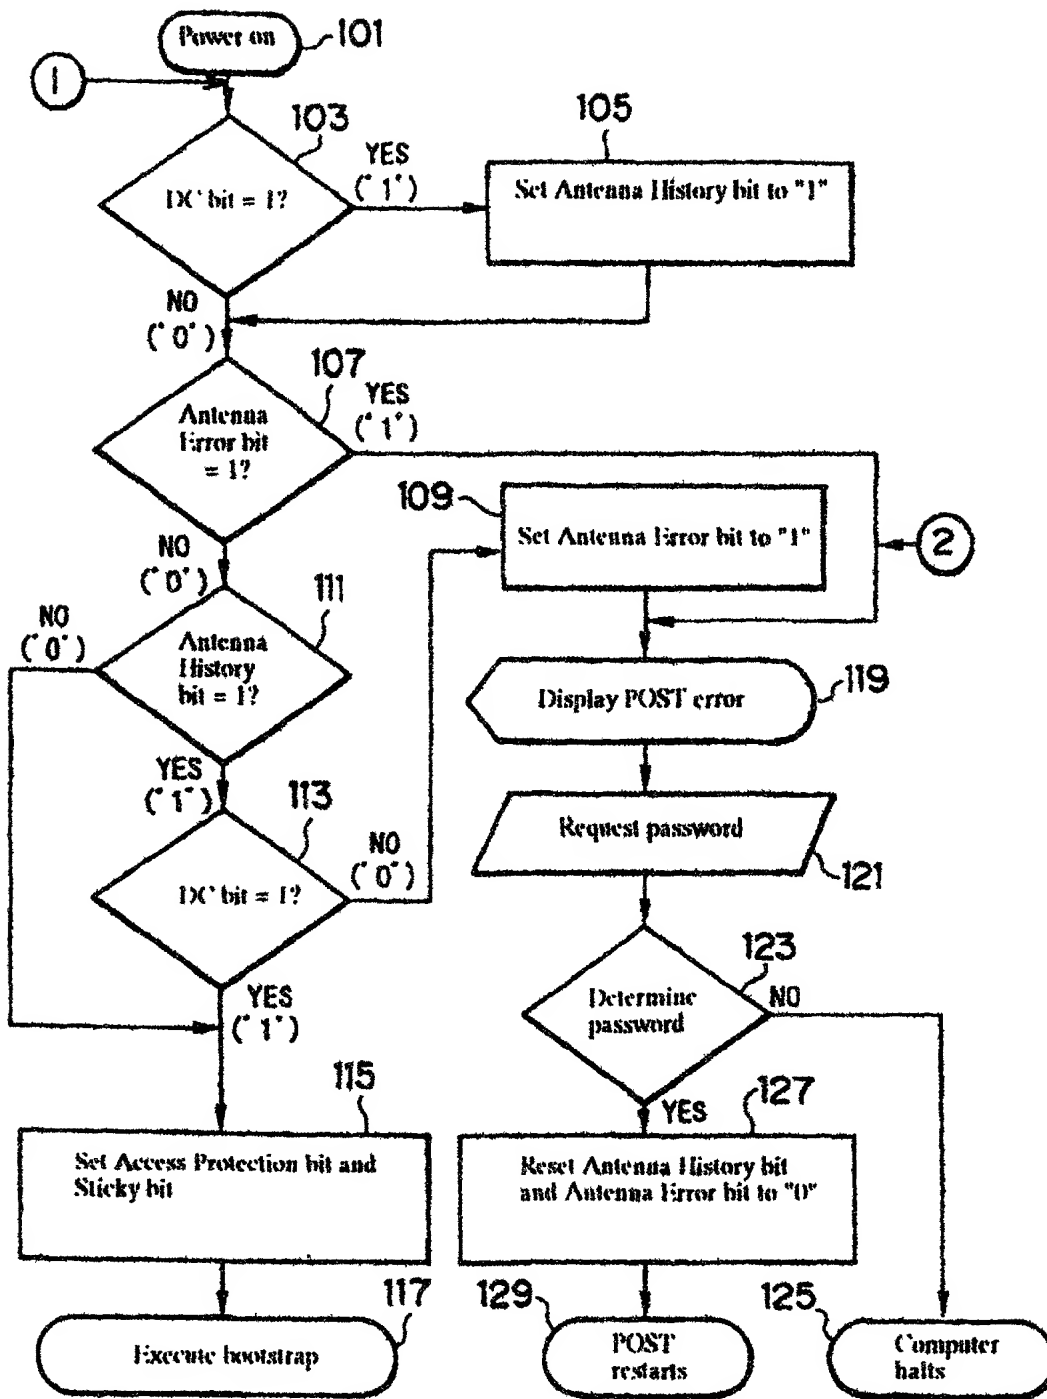 Power on
101
1
103
DC bit = 1?
YES
("1")
105
Set Antenna History bit to "1"
NO
("0")
107
Antenna
Error bit
= 1?
YES
("1")
109
Set Antenna Error bit to "1"
2
NO
("0")
111
NO
("0")
Antenna
History
bit = 1?
Display POST error
119
YES
("1")
113
DC bit = 1?
NO
("0")
Request password
121
YES
("1")
123
Determine
password
NO
115
Set Access Protection bit and
Sticky bit
YES
127
Reset Antenna History bit
and Antenna Error bit to "0"
117
Execute bootstrap
129
POST
restarts
125
Computer
halts